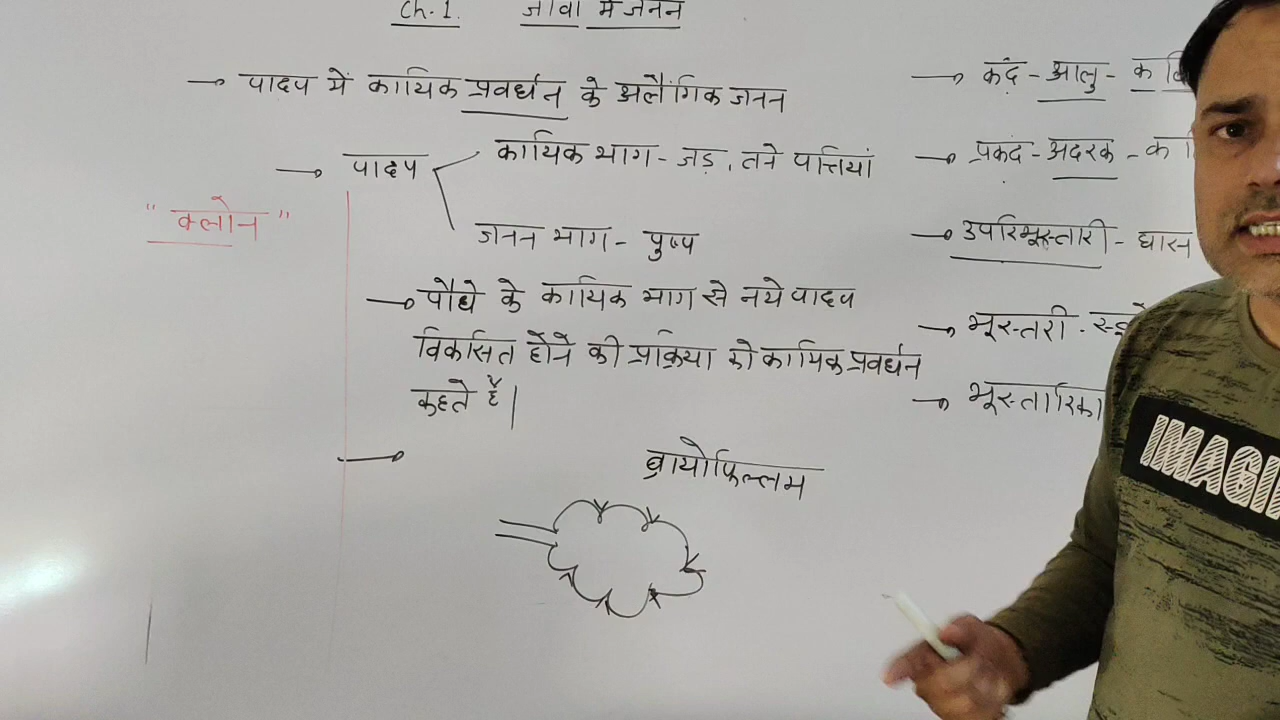 Ch. 1. जीवों में जनन
→ पादप में कायिक प्रवर्धन के अलैंगिक जनन
→ पादप
कायिक भाग - जड़, तने पत्तियां
जनन भाग - पुष्प
"क्लोन"
→ पौधे के कायिक भाग से नये पादप
विकसित होने की प्रक्रिया को कायिक प्रवर्धन
कहते हैं।
→
ब्रायोफिल्लम
→ कंद - आलु -
→ प्रकंद - अदरक -
→ उपरिभूस्तारी - घास
→ भूस्तरी -
→ भूस्तारिका
IMAGI